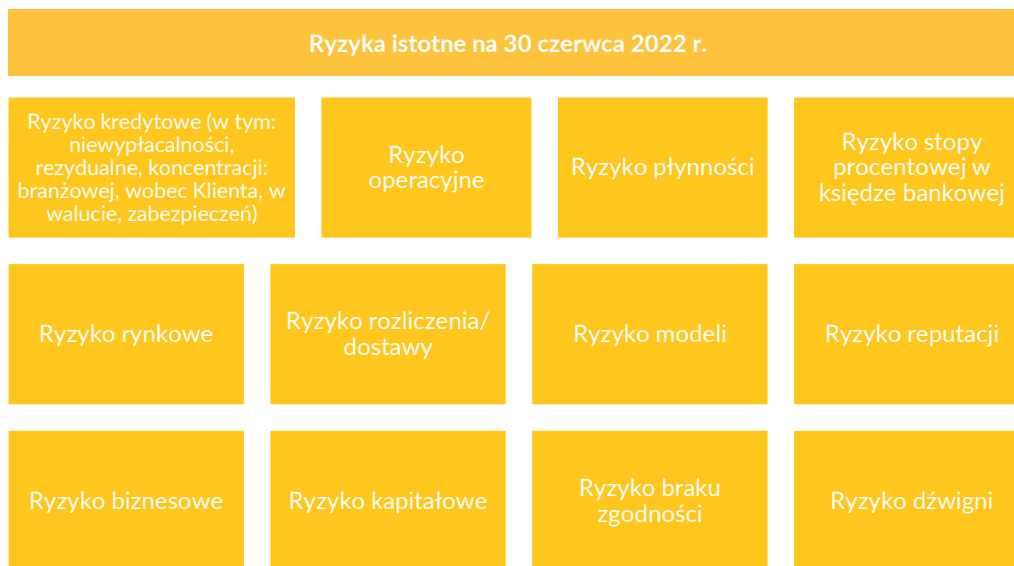 Ryzyka istotne na 30 czerwca 2022 r.
Ryzyko kredytowe (w tym:
niewypłacalności,
rezydualne, koncentracji:
branżowej, wobec Klienta, w
walucie, zabezpieczeń)
Ryzyko
operacyjne
Ryzyko płynności
Ryzyko stopy
procentowej w
księdze bankowej
Ryzyko rynkowe
Ryzyko rozliczenia/
dostawy
Ryzyko modeli
Ryzyko reputacji
Ryzyko biznesowe
Ryzyko kapitałowe
Ryzyko braku
zgodności
Ryzyko dźwigni